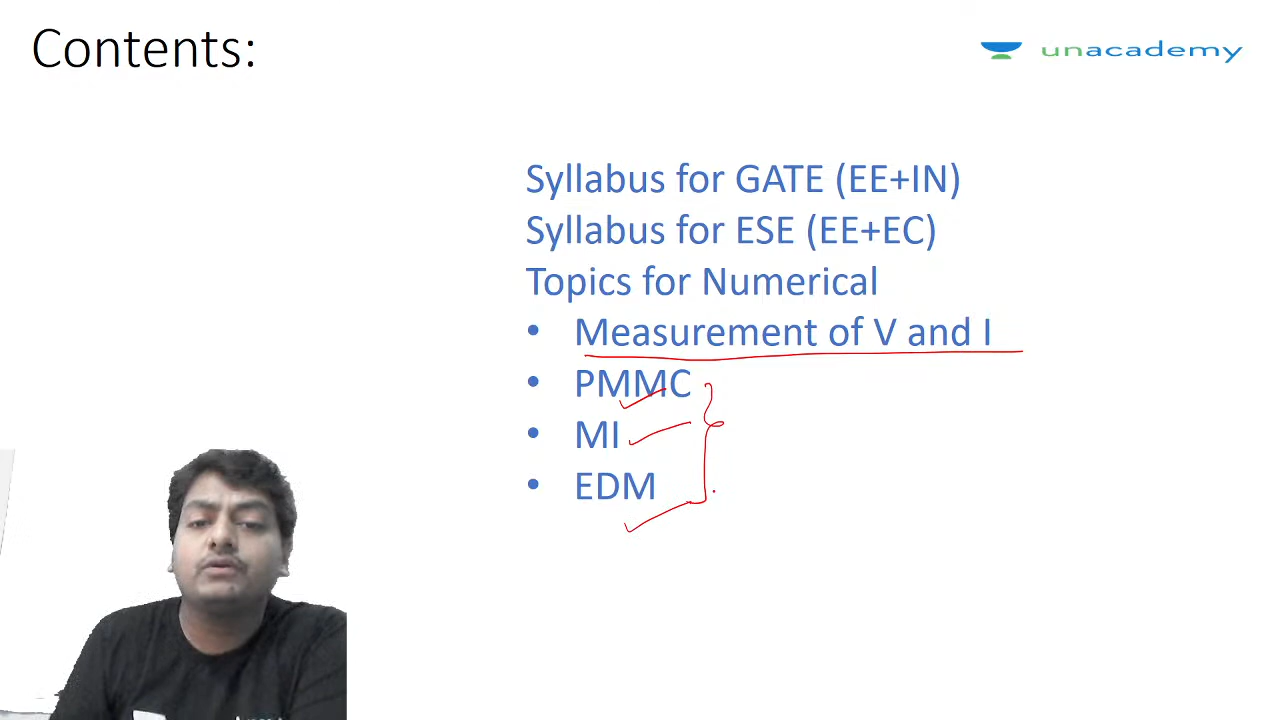 Contents:
unacademy
Syllabus for GATE (EE+IN)
Syllabus for ESE (EE+EC)
Topics for Numerical
• Measurement of V and I
• PMMC
• MI
• EDM